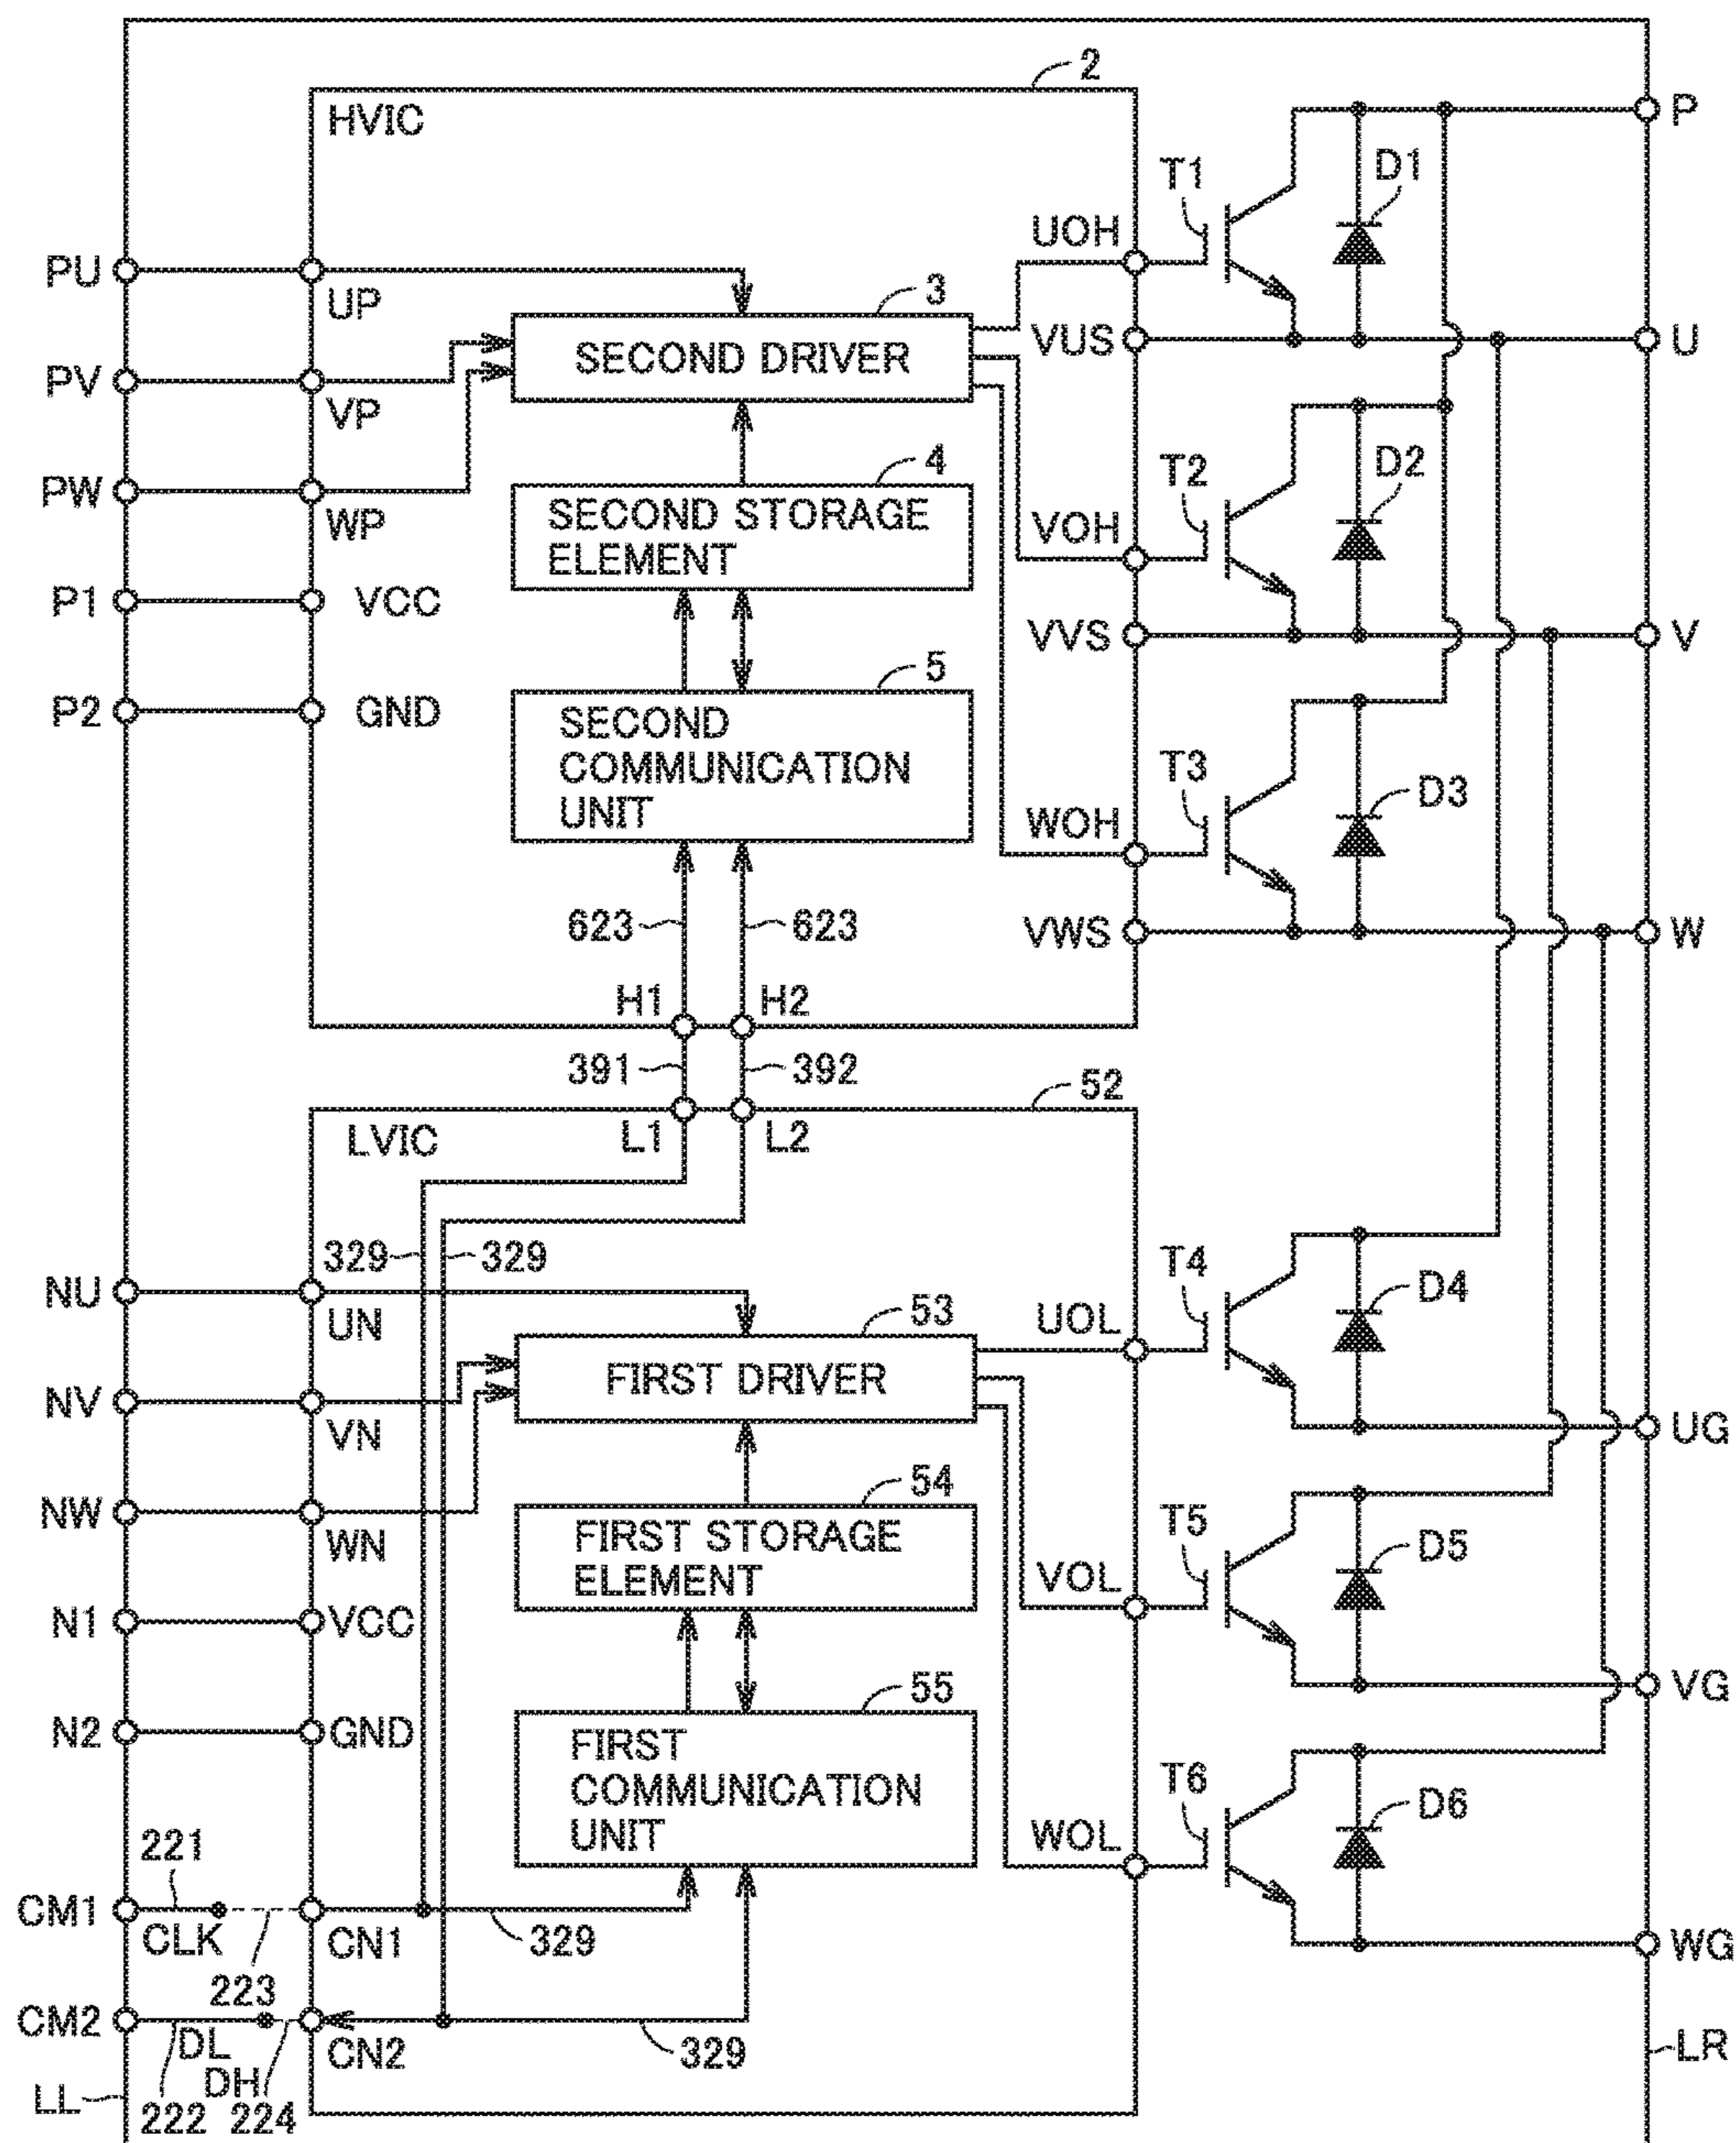 2
HVIC
P
T1
D1
UOH
PU
UP
3
SECOND DRIVER
VUS
U
PV
VP
4
T2
D2
PW
WP
SECOND STORAGE
ELEMENT
VOH
P1
VCC
VVS
V
5
P2
GND
SECOND
COMMUNICATION
UNIT
T3
D3
WOH
623
623
VWS
W
H1
H2
391
392
52
LVIC
L1
L2
329
329
T4
D4
NU
UN
53
UOL
FIRST DRIVER
NV
VN
UG
54
NW
WN
FIRST STORAGE
ELEMENT
T5
D5
VOL
N1
VCC
55
VG
N2
GND
FIRST
COMMUNICATION
UNIT
T6
D6
WOL
221
CM1
CLK
CN1
329
WG
223
CM2
DL
CN2
329
LR
DH
LL
222
224